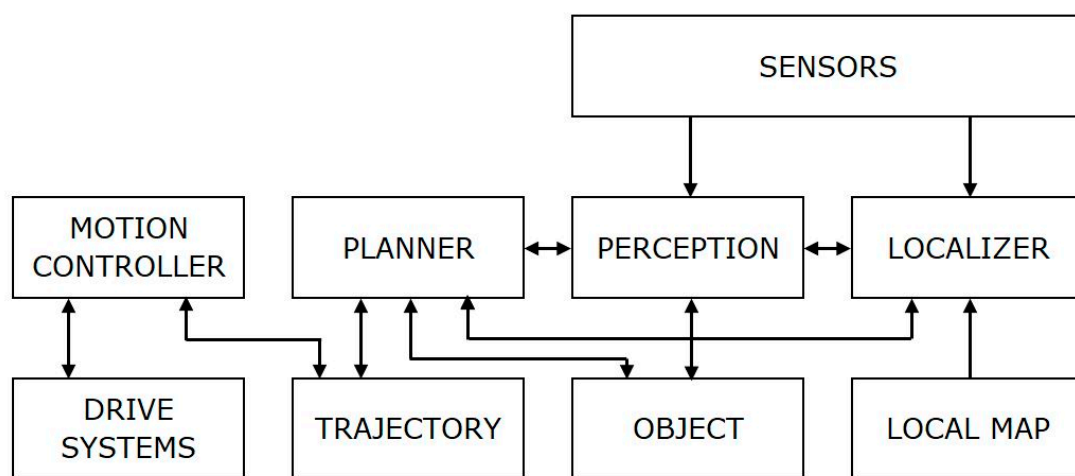 SENSORS
MOTION
CONTROLLER
PLANNER
PERCEPTION
LOCALIZER
DRIVE
SYSTEMS
TRAJECTORY
OBJECT
LOCAL MAP